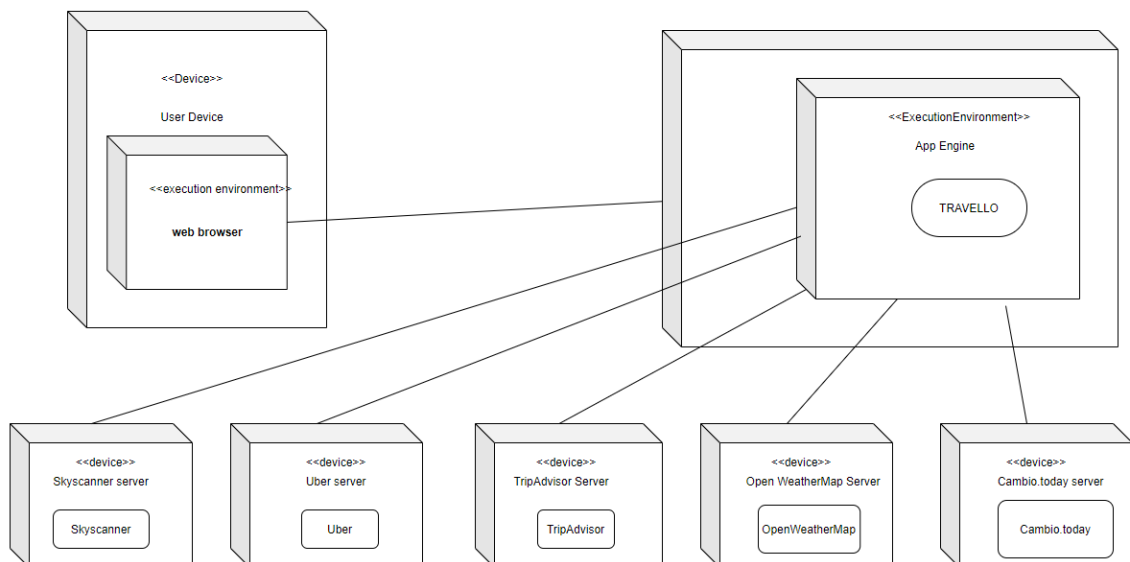 <<Device>>
User Device
<<execution environment>>
web browser
<<ExecutionEnvironment>>
App Engine
TRAVELLO
<<device>>
Skyscanner server
Skyscanner
<<device>>
Uber server
Uber
<<device>>
TripAdvisor Server
TripAdvisor
<<device>>
Open WeatherMap Server
OpenWeatherMap
<<device>>
Cambio.today server
Cambio.today